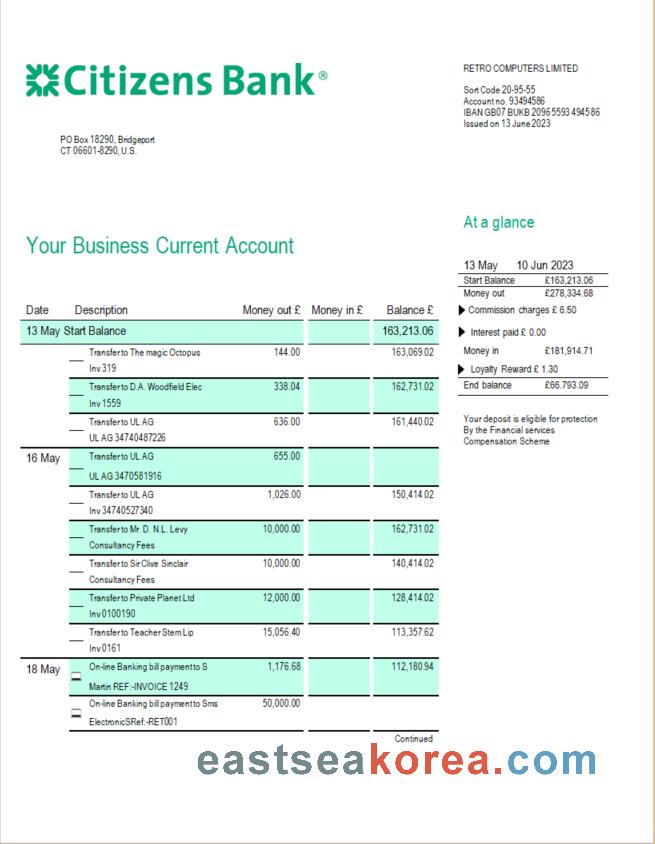 Citizens Bank®
RETRO COMPUTERS LIMITED
Sort Code 20-95-55
Account no. 93494586
IBAN GB07 BUKB 20965593 494586
Issued on 13 June 2023
PO Box 18290, Bridgeport
CT 06601-8290, U.S.
Your Business Current Account
Date Description Money out £ Money in £ Balance £
13 May Start Balance 163,213.06
Transfer to The magic Octopus 144.00 163,069.02
Inv 319
Transfer to D.A. Woodfield Elec 338.04 162,731.02
Inv 1559
Transfer to UL AG 636.00 161,440.02
UL AG 34740487226
16 May Transfer to UL AG 655.00
UL AG 3470581916
Transfer to UL AG 1,026.00 150,414.02
Inv 34740527340
Transfer to Mr. D. N.L. Levy 10,000.00 162,731.02
Consultancy Fees
Transfer to Sir Clive Sinclair 10,000.00 140,414.02
Consultancy Fees
Transfer to Private Planet Ltd 12,000.00 128,414.02
Inv 0100190
Transfer to Teacher Stem Lip 15,056.40 113,357.62
Inv 0161
18 May On-line Banking bill payment to S 1,176.68 112,180.94
Martin REF:-INVOICE 1249
On-line Banking bill payment to Sms 50,000.00
ElectronicSRef:-RET001
Continued
At a glance
13 May 10 Jun 2023
Start Balance £163,213.06
Money out £278,334.68
Commission charges £ 6.50
Interest paid £ 0.00
Money in £181,914.71
Loyalty Reward £ 1.30
End balance £66.793.09
Your deposit is eligible for protection
By the Financial services
Compensation Scheme
eastseakorea.com